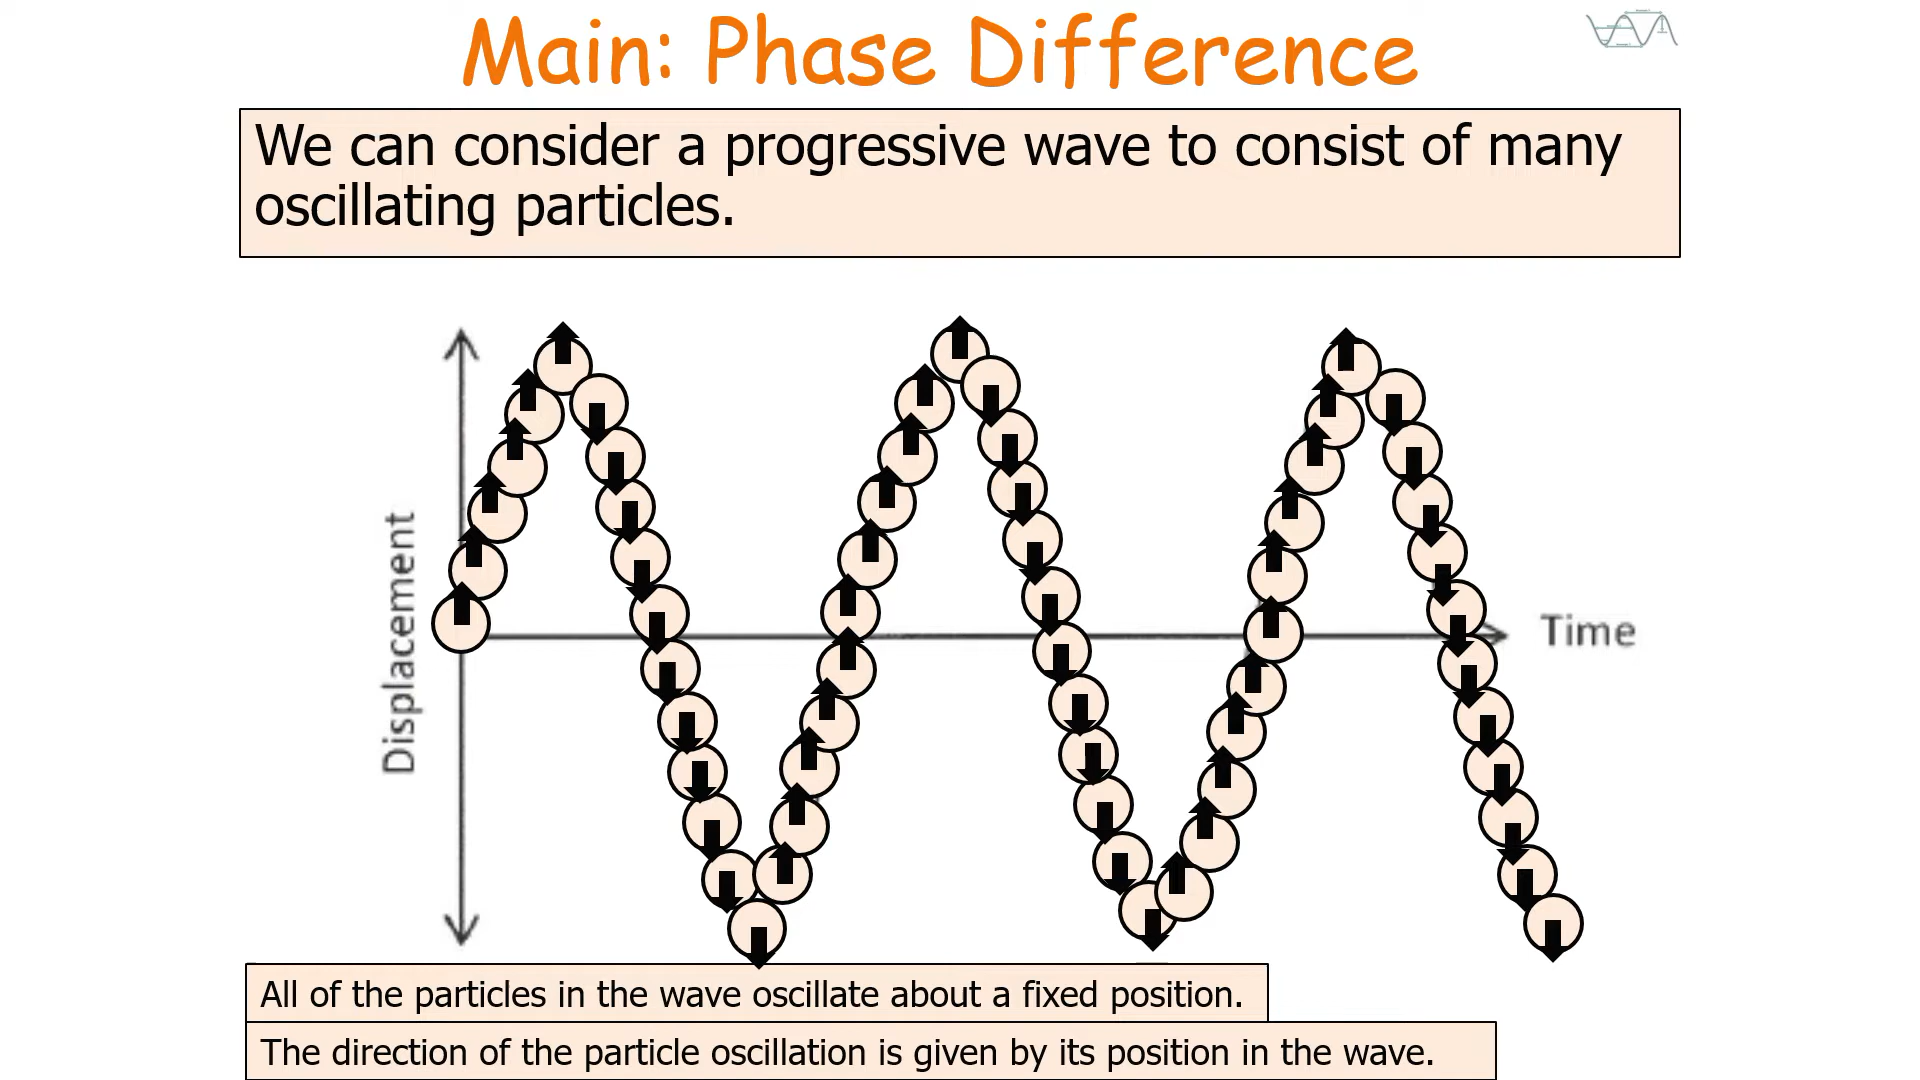 Main: Phase Difference
We can consider a progressive wave to consist of many
oscillating particles.
Displacement
Time
All of the particles in the wave oscillate about a fixed position.
The direction of the particle oscillation is given by its position in the wave.